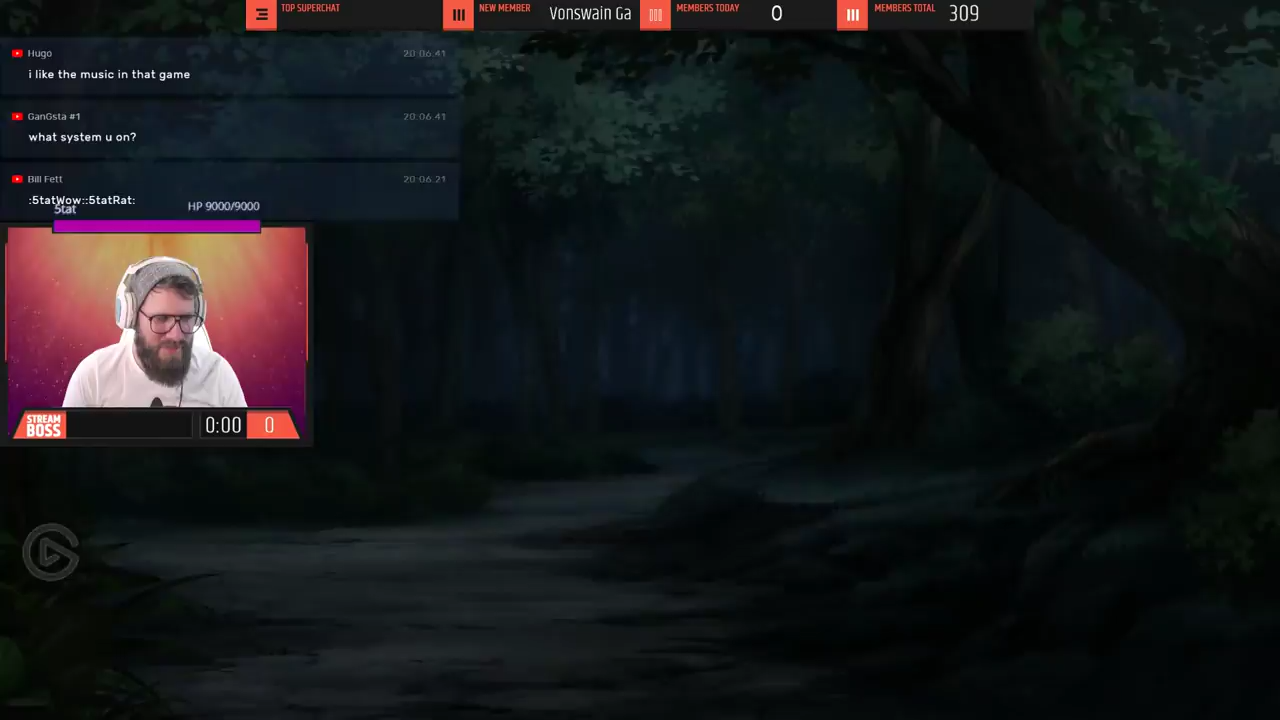 TOP SUPERCHAT
NEW MEMBER
Vonswain Ga
MEMBERS TODAY
0
MEMBERS TOTAL
309
Hugo
20:06:41
i like the music in that game
GanGsta #1
20:06:41
what system u on?
Bill Fett
20:06:21
:5tatWow::5tatRat:
5tat
HP 9000/9000
STREAM
BOSS
0:00
0